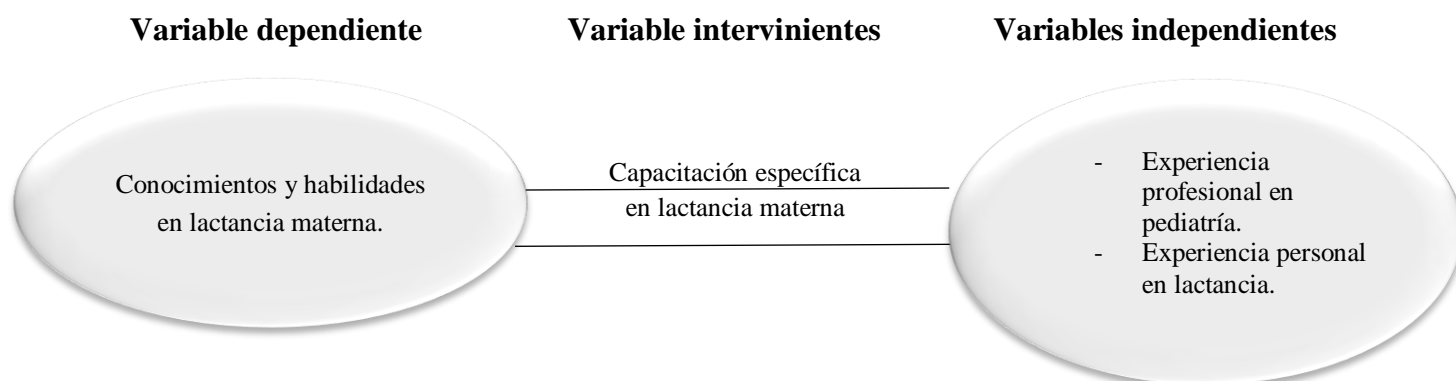 Variable dependiente
Variable intervinientes
Variables independientes
Conocimientos y habilidades
en lactancia materna.
Capacitación específica
en lactancia materna
- Experiencia
profesional en
pediatría.
- Experiencia personal
en lactancia.